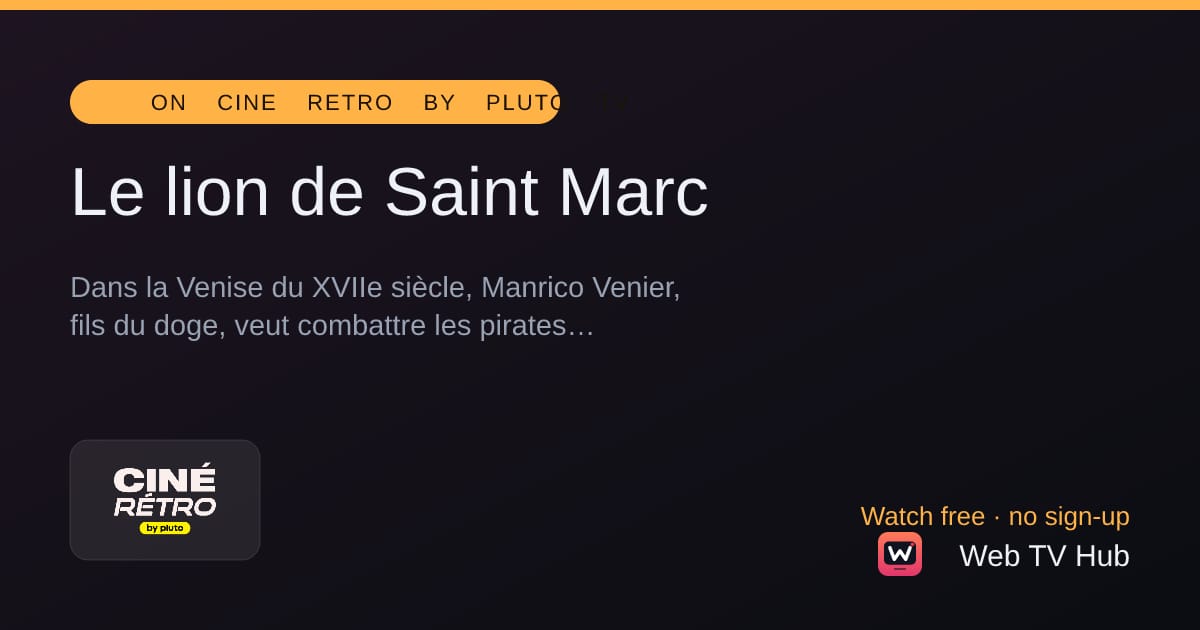 ON CINE RETRO BY PLUTO TV
Le lion de Saint Marc
Dans la Venise du XVIIe siècle, Manrico Venier,
fils du doge, veut combattre les pirates…
CINÉ
RÉTRO
by pluto
Watch free · no sign-up
W
Web TV Hub